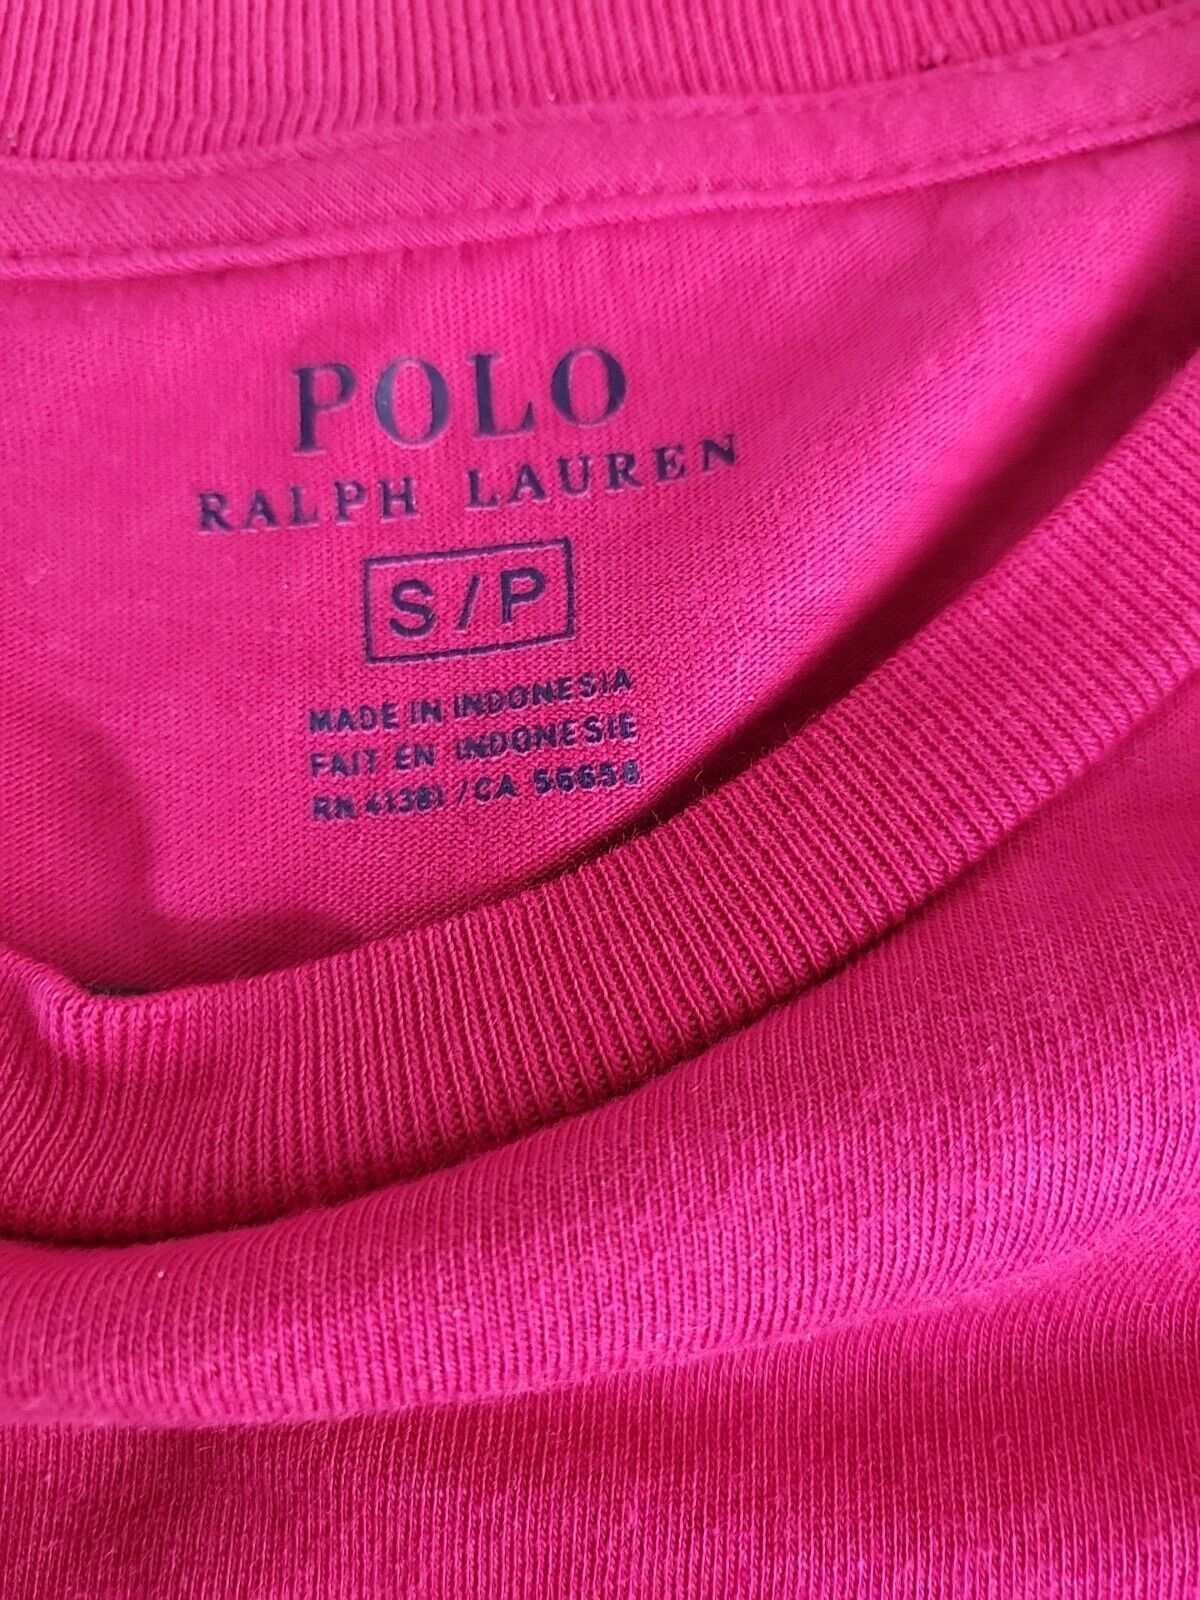 POLO
RALPH LAUREN
S/P
MADE IN INDONESIA
FAIT EN INDONESIE
RN 41381 / CA 56658